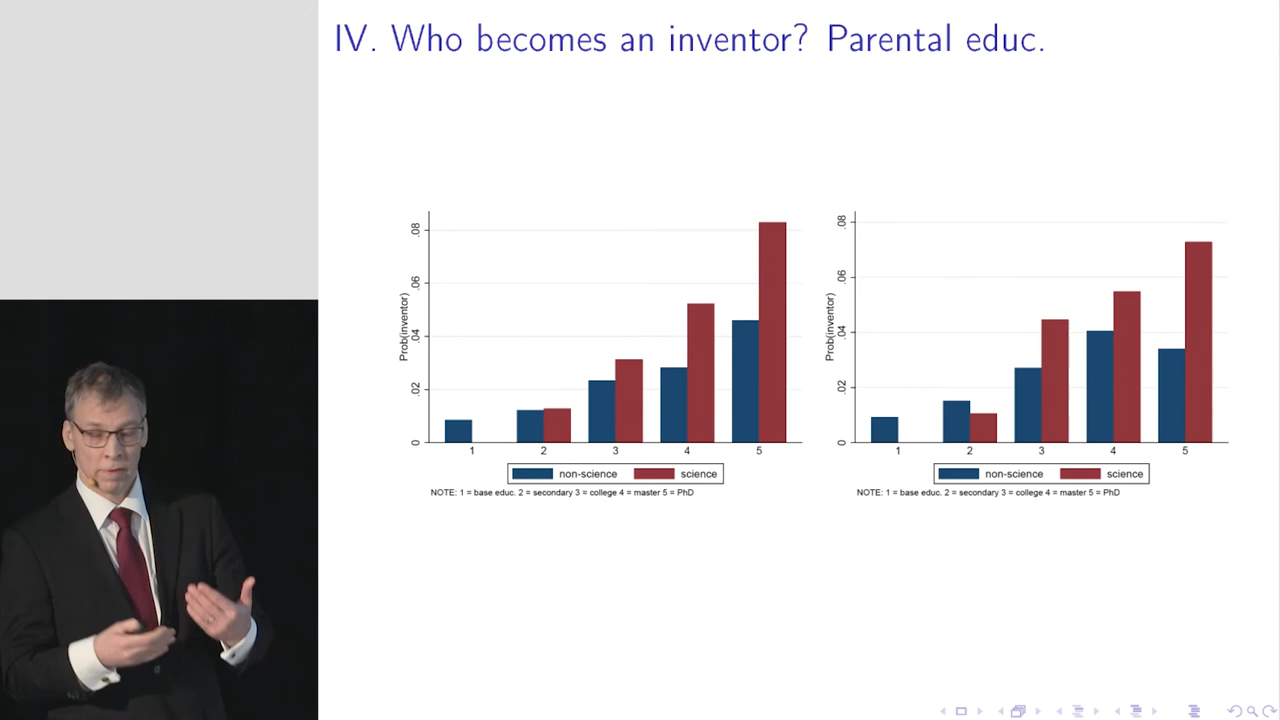 IV. Who becomes an inventor? Parental educ.
Prob(inventor)
0 .02 .04 .06 .08
1 2 3 4 5
non-science science
NOTE: 1 = base educ. 2 = secondary 3 = college 4 = master 5 = PhD
Prob(inventor)
0 .02 .04 .06 .08
1 2 3 4 5
non-science science
NOTE: 1 = base educ. 2 = secondary 3 = college 4 = master 5 = PhD